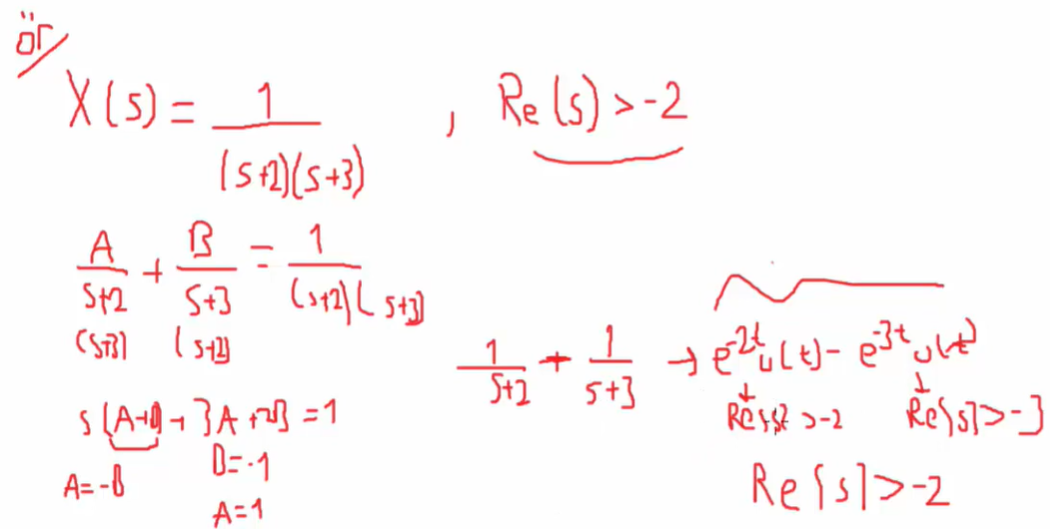 ör/
X(s) = 1/((s+2)(s+3)) , Re(s) > -2
A/(s+2) + B/(s+3) = 1/((s+2)(s+3))
(s+3) (s+2)
1/(s+2) - 1/(s+3) → e^{-2t}u(t) - e^{-3t}u(t)
↓ Re{s} > -2 ↓ Re{s} > -3
s(A+B) + 3A + 2B = 1
A = -B B = -1
A = 1
Re{s} > -2